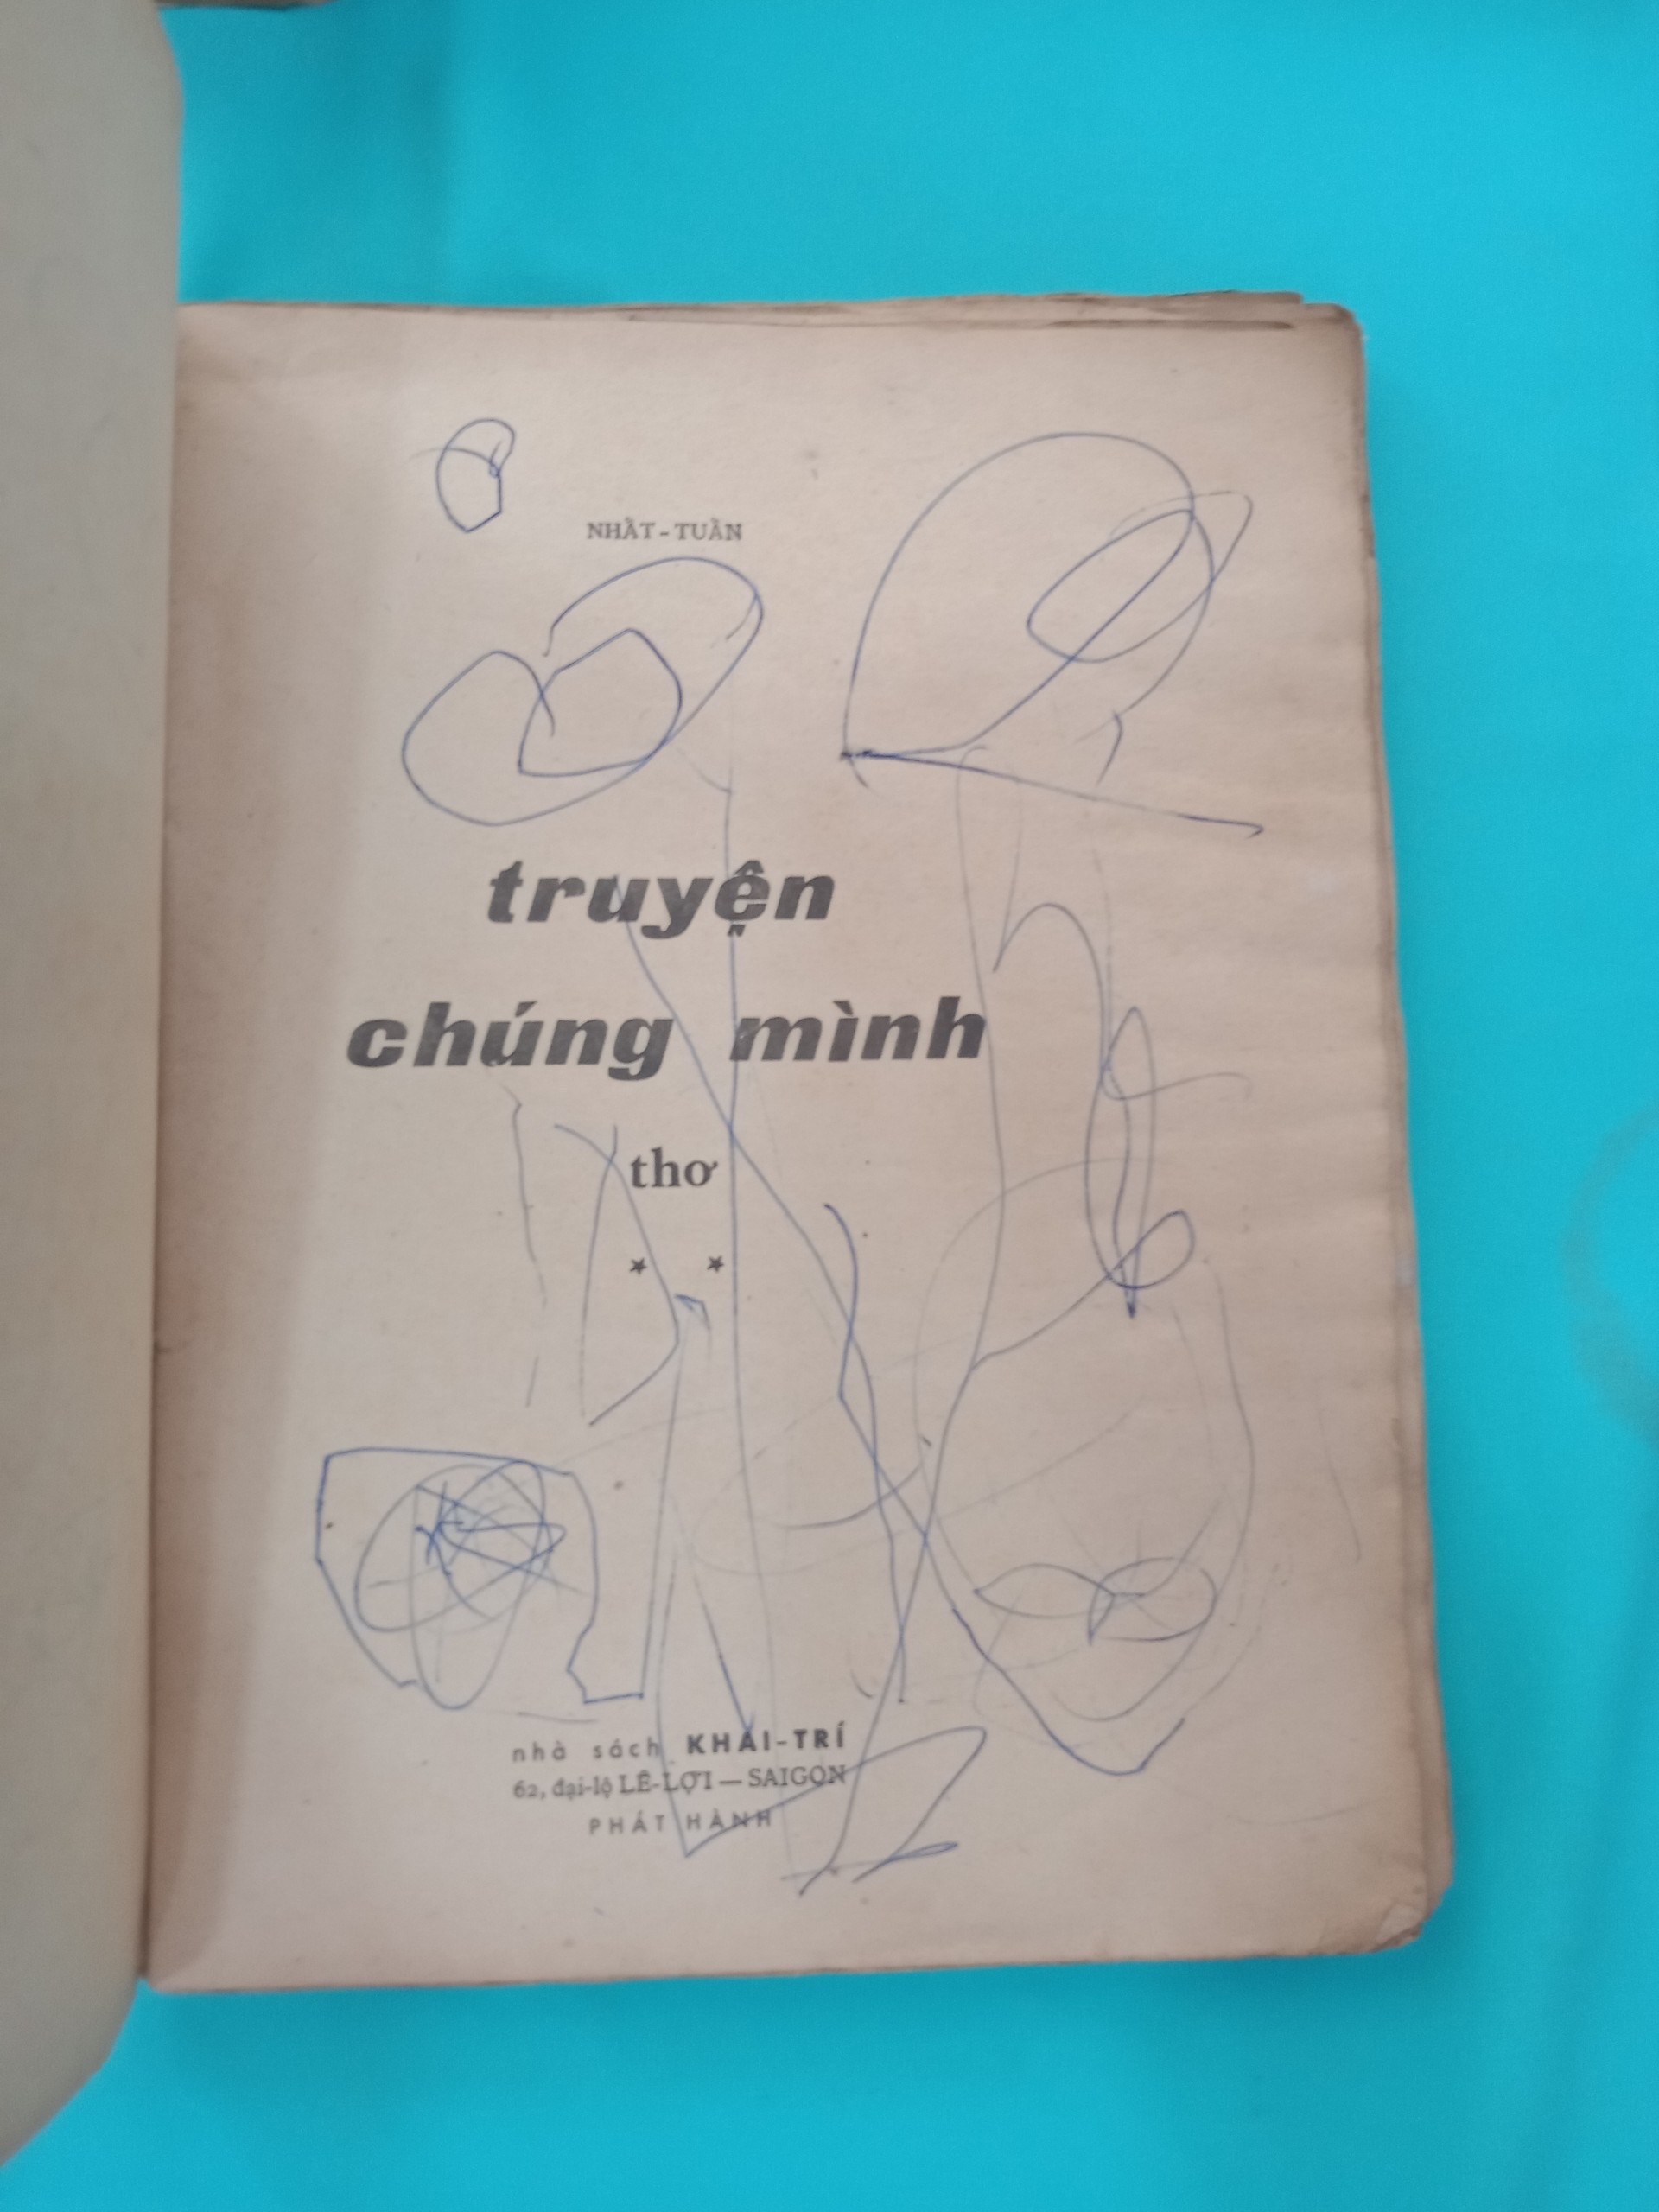 NHẤT-TUẤN
truyện
chúng mình
thơ
* *
nhà sách KHAI-TRÍ
62, đại-lộ LÊ-LỢI — SAIGON
PHÁT HÀNH